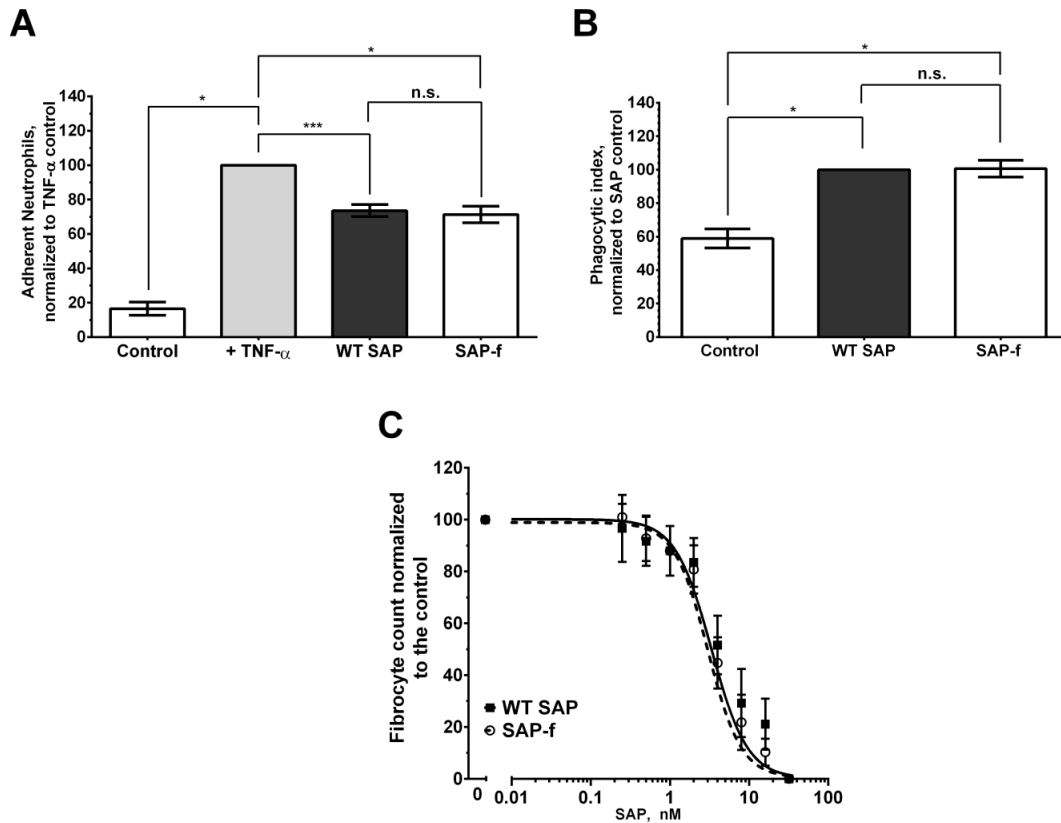 A
*
*
n.s.
***
Adherent Neutrophils,
normalized to TNF-α control
140
120
100
80
60
40
20
0
Control
+ TNF-α
WT SAP
SAP-f
B
*
n.s.
*
Phagocytic index,
normalized to SAP control
140
120
100
80
60
40
20
0
Control
WT SAP
SAP-f
C
Fibrocyte count normalized
to the control
120
100
80
60
40
20
0
WT SAP
SAP-f
0
0.01
0.1
1
10
100
SAP, nM